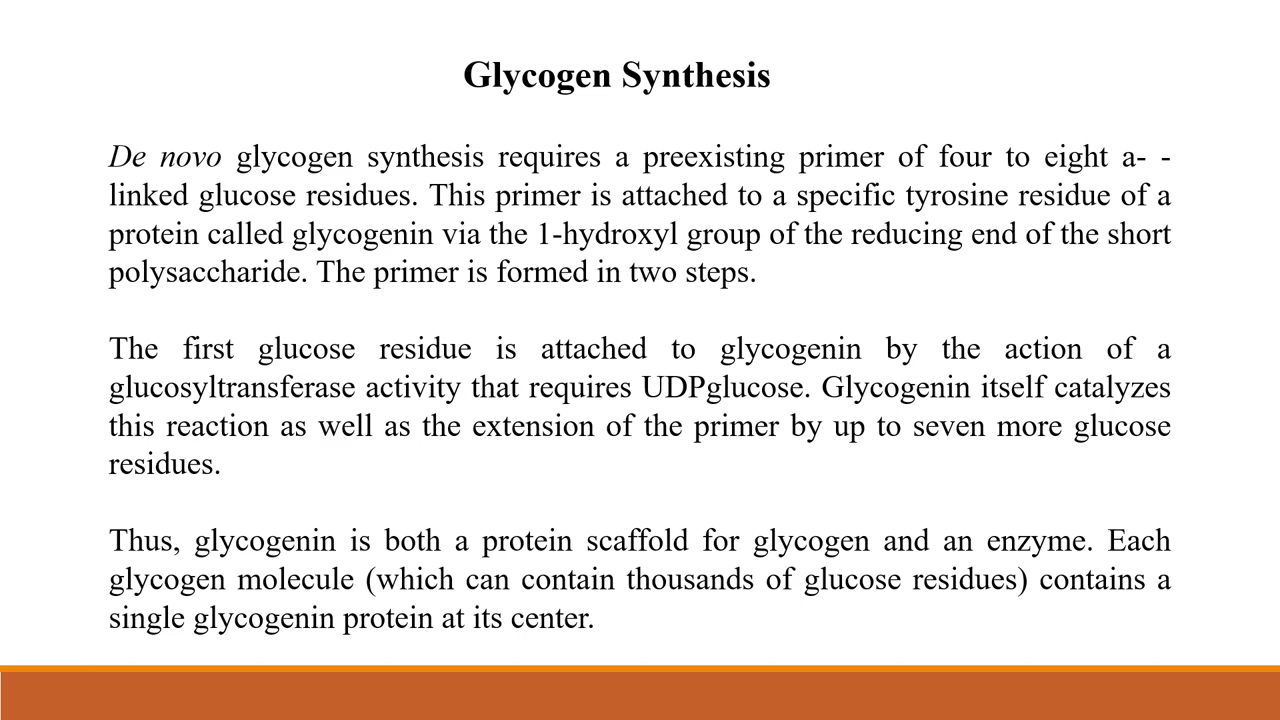 Glycogen Synthesis
De novo glycogen synthesis requires a preexisting primer of four to eight a- -
linked glucose residues. This primer is attached to a specific tyrosine residue of a
protein called glycogenin via the 1-hydroxyl group of the reducing end of the short
polysaccharide. The primer is formed in two steps.
The first glucose residue is attached to glycogenin by the action of a
glucosyltransferase activity that requires UDPglucose. Glycogenin itself catalyzes
this reaction as well as the extension of the primer by up to seven more glucose
residues.
Thus, glycogenin is both a protein scaffold for glycogen and an enzyme. Each
glycogen molecule (which can contain thousands of glucose residues) contains a
single glycogenin protein at its center.